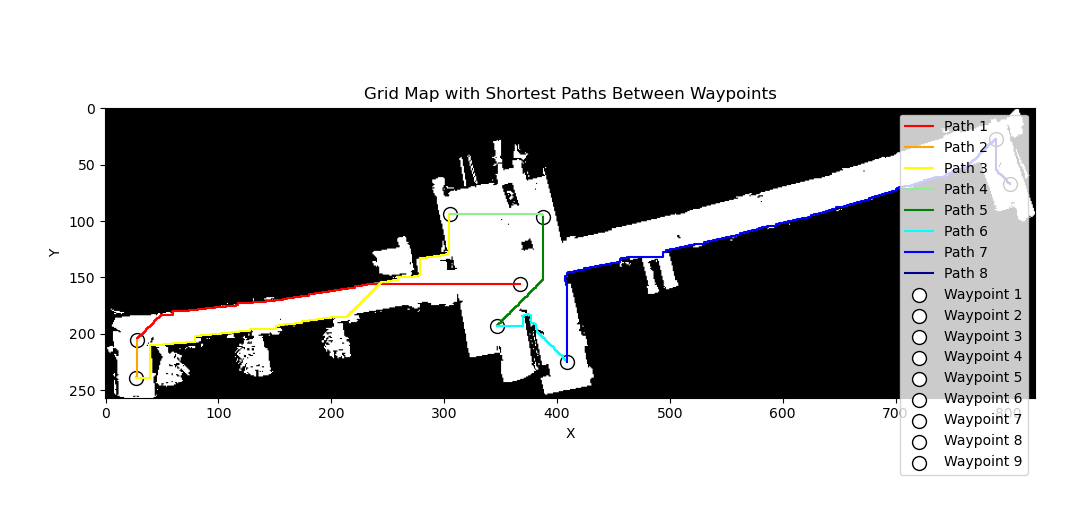 Grid Map with Shortest Paths Between Waypoints
0
50
100
150
200
250
Y
0 100 200 300 400 500 600 700 800
X
Path 1
Path 2
Path 3
Path 4
Path 5
Path 6
Path 7
Path 8
Waypoint 1
Waypoint 2
Waypoint 3
Waypoint 4
Waypoint 5
Waypoint 6
Waypoint 7
Waypoint 8
Waypoint 9